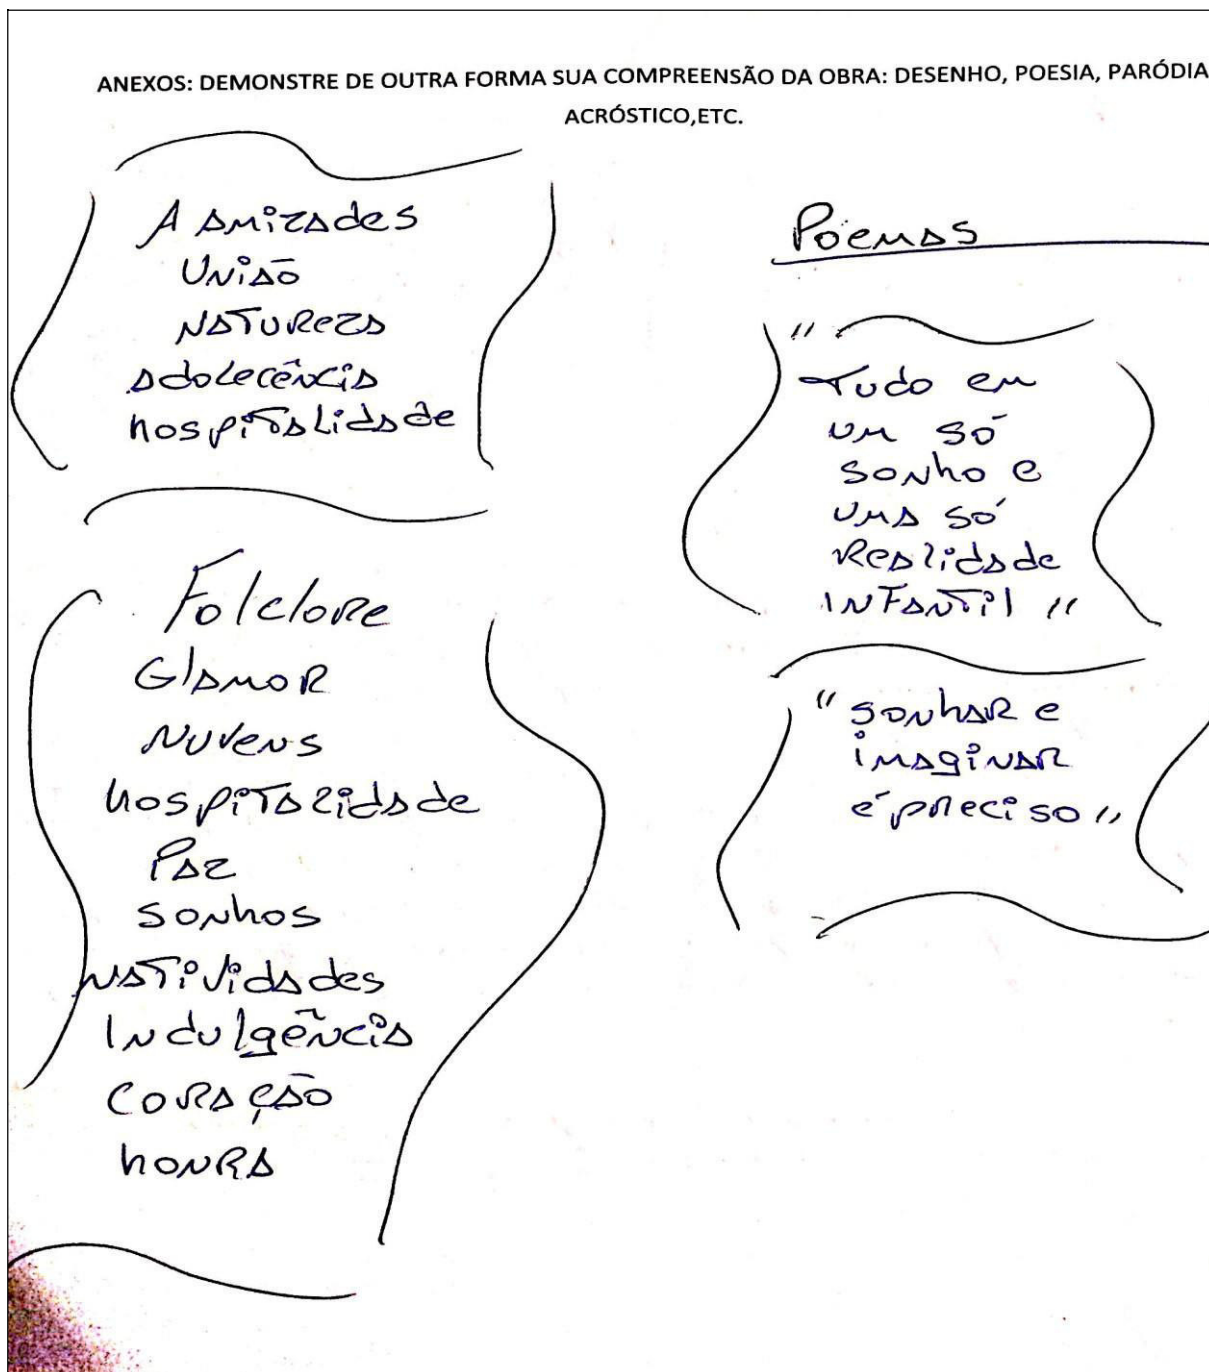 ANEXOS: DEMONSTRE DE OUTRA FORMA SUA COMPREENSÃO DA OBRA: DESENHO, POESIA, PARÓDIA
ACRÓSTICO,ETC.
A Amizades
União
Natureza
adolecência
hospitalidade
Folclore
Glamor
Nuvens
hospitalidade
Paz
sonhos
natividades
Indulgência
Coração
honra
Poemas
"
Tudo em
um só
sonho e
uma só
Realidade
infantil "
" sonhar e
imaginar
é preciso "